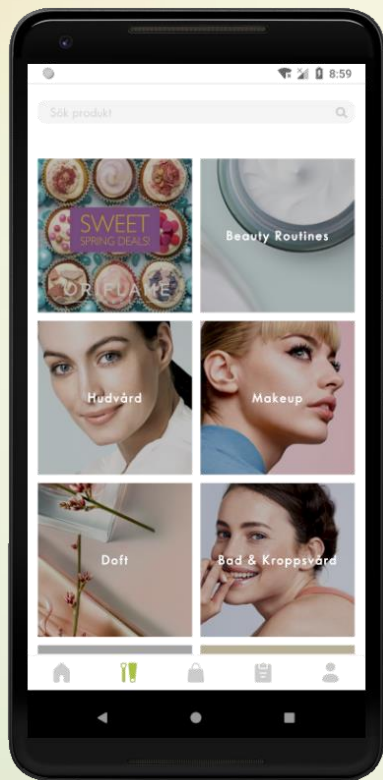 8:59
Sök produkt
SWEET
SPRING DEALS!
ORIFLAME
Beauty Routines
Hudvård
Makeup
Doft
Bad & Kroppsvård